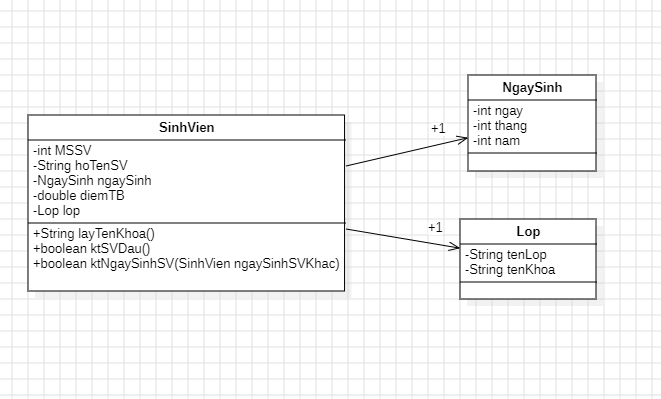 SinhVien
-int MSSV
-String hoTenSV
-NgaySinh ngaySinh
-double diemTB
-Lop lop
+String layTenKhoa()
+boolean ktSVDau()
+boolean ktNgaySinhSV(SinhVien ngaySinhSVKhac)
+1
NgaySinh
-int ngay
-int thang
-int nam
+1
Lop
-String tenLop
-String tenKhoa